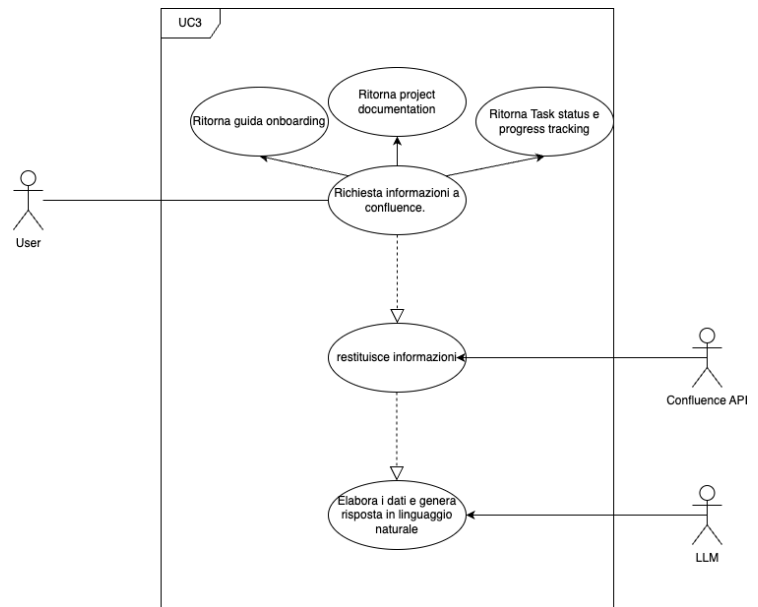 UC3
Ritorna guida onboarding
Ritorna project
documentation
Ritorna Task status e
progress tracking
Richiesta informazioni a
confluence.
User
restituisce informazioni
Confluence API
Elabora i dati e genera
risposta in linguaggio
naturale
LLM